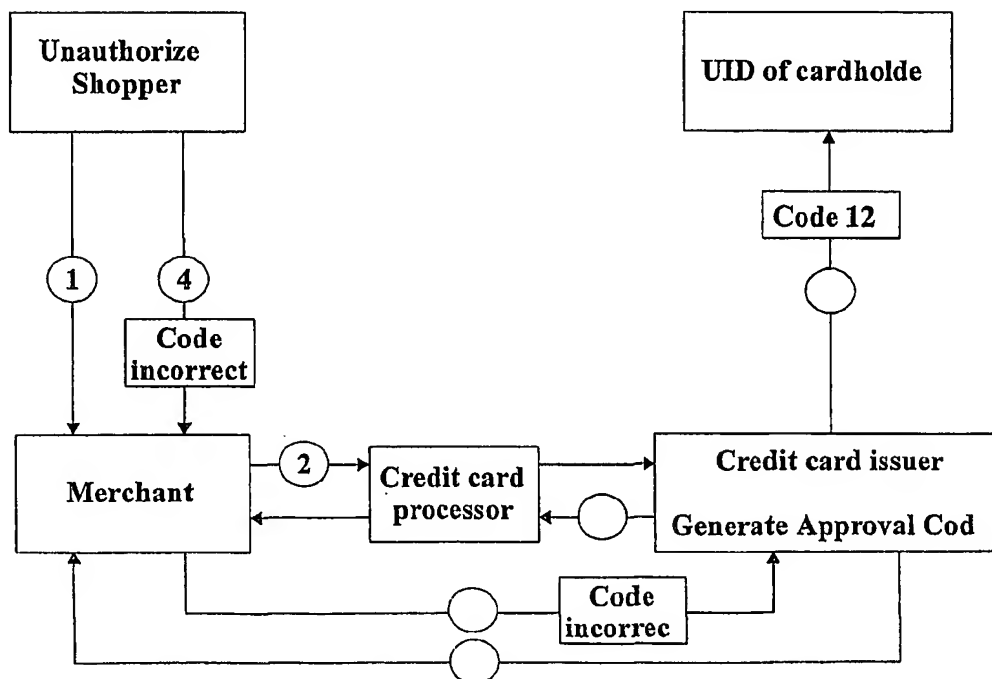 Unauthorize
Shopper
UID of cardholde
Code 12
1
4
Code
incorrect
Merchant
2
Credit card
processor
Credit card issuer
Generate Approval Cod
Code
incorrec